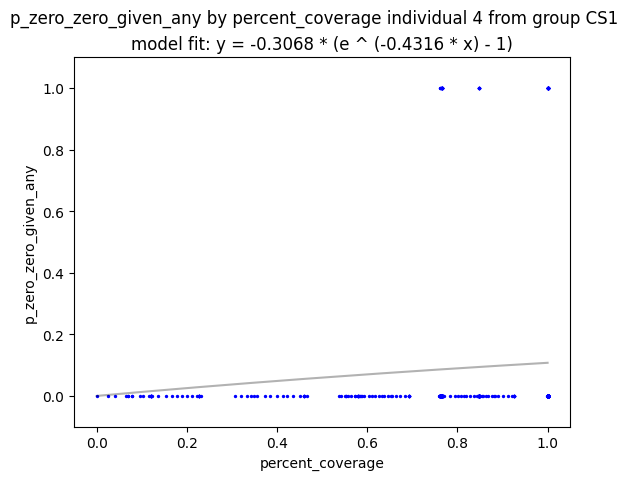 p_zero_zero_given_any by percent_coverage individual 4 from group CS1
model fit: y = -0.3068 * (e ^ (-0.4316 * x) - 1)
p_zero_zero_given_any
1.0
0.8
0.6
0.4
0.2
0.0
0.0 0.2 0.4 0.6 0.8 1.0
percent_coverage